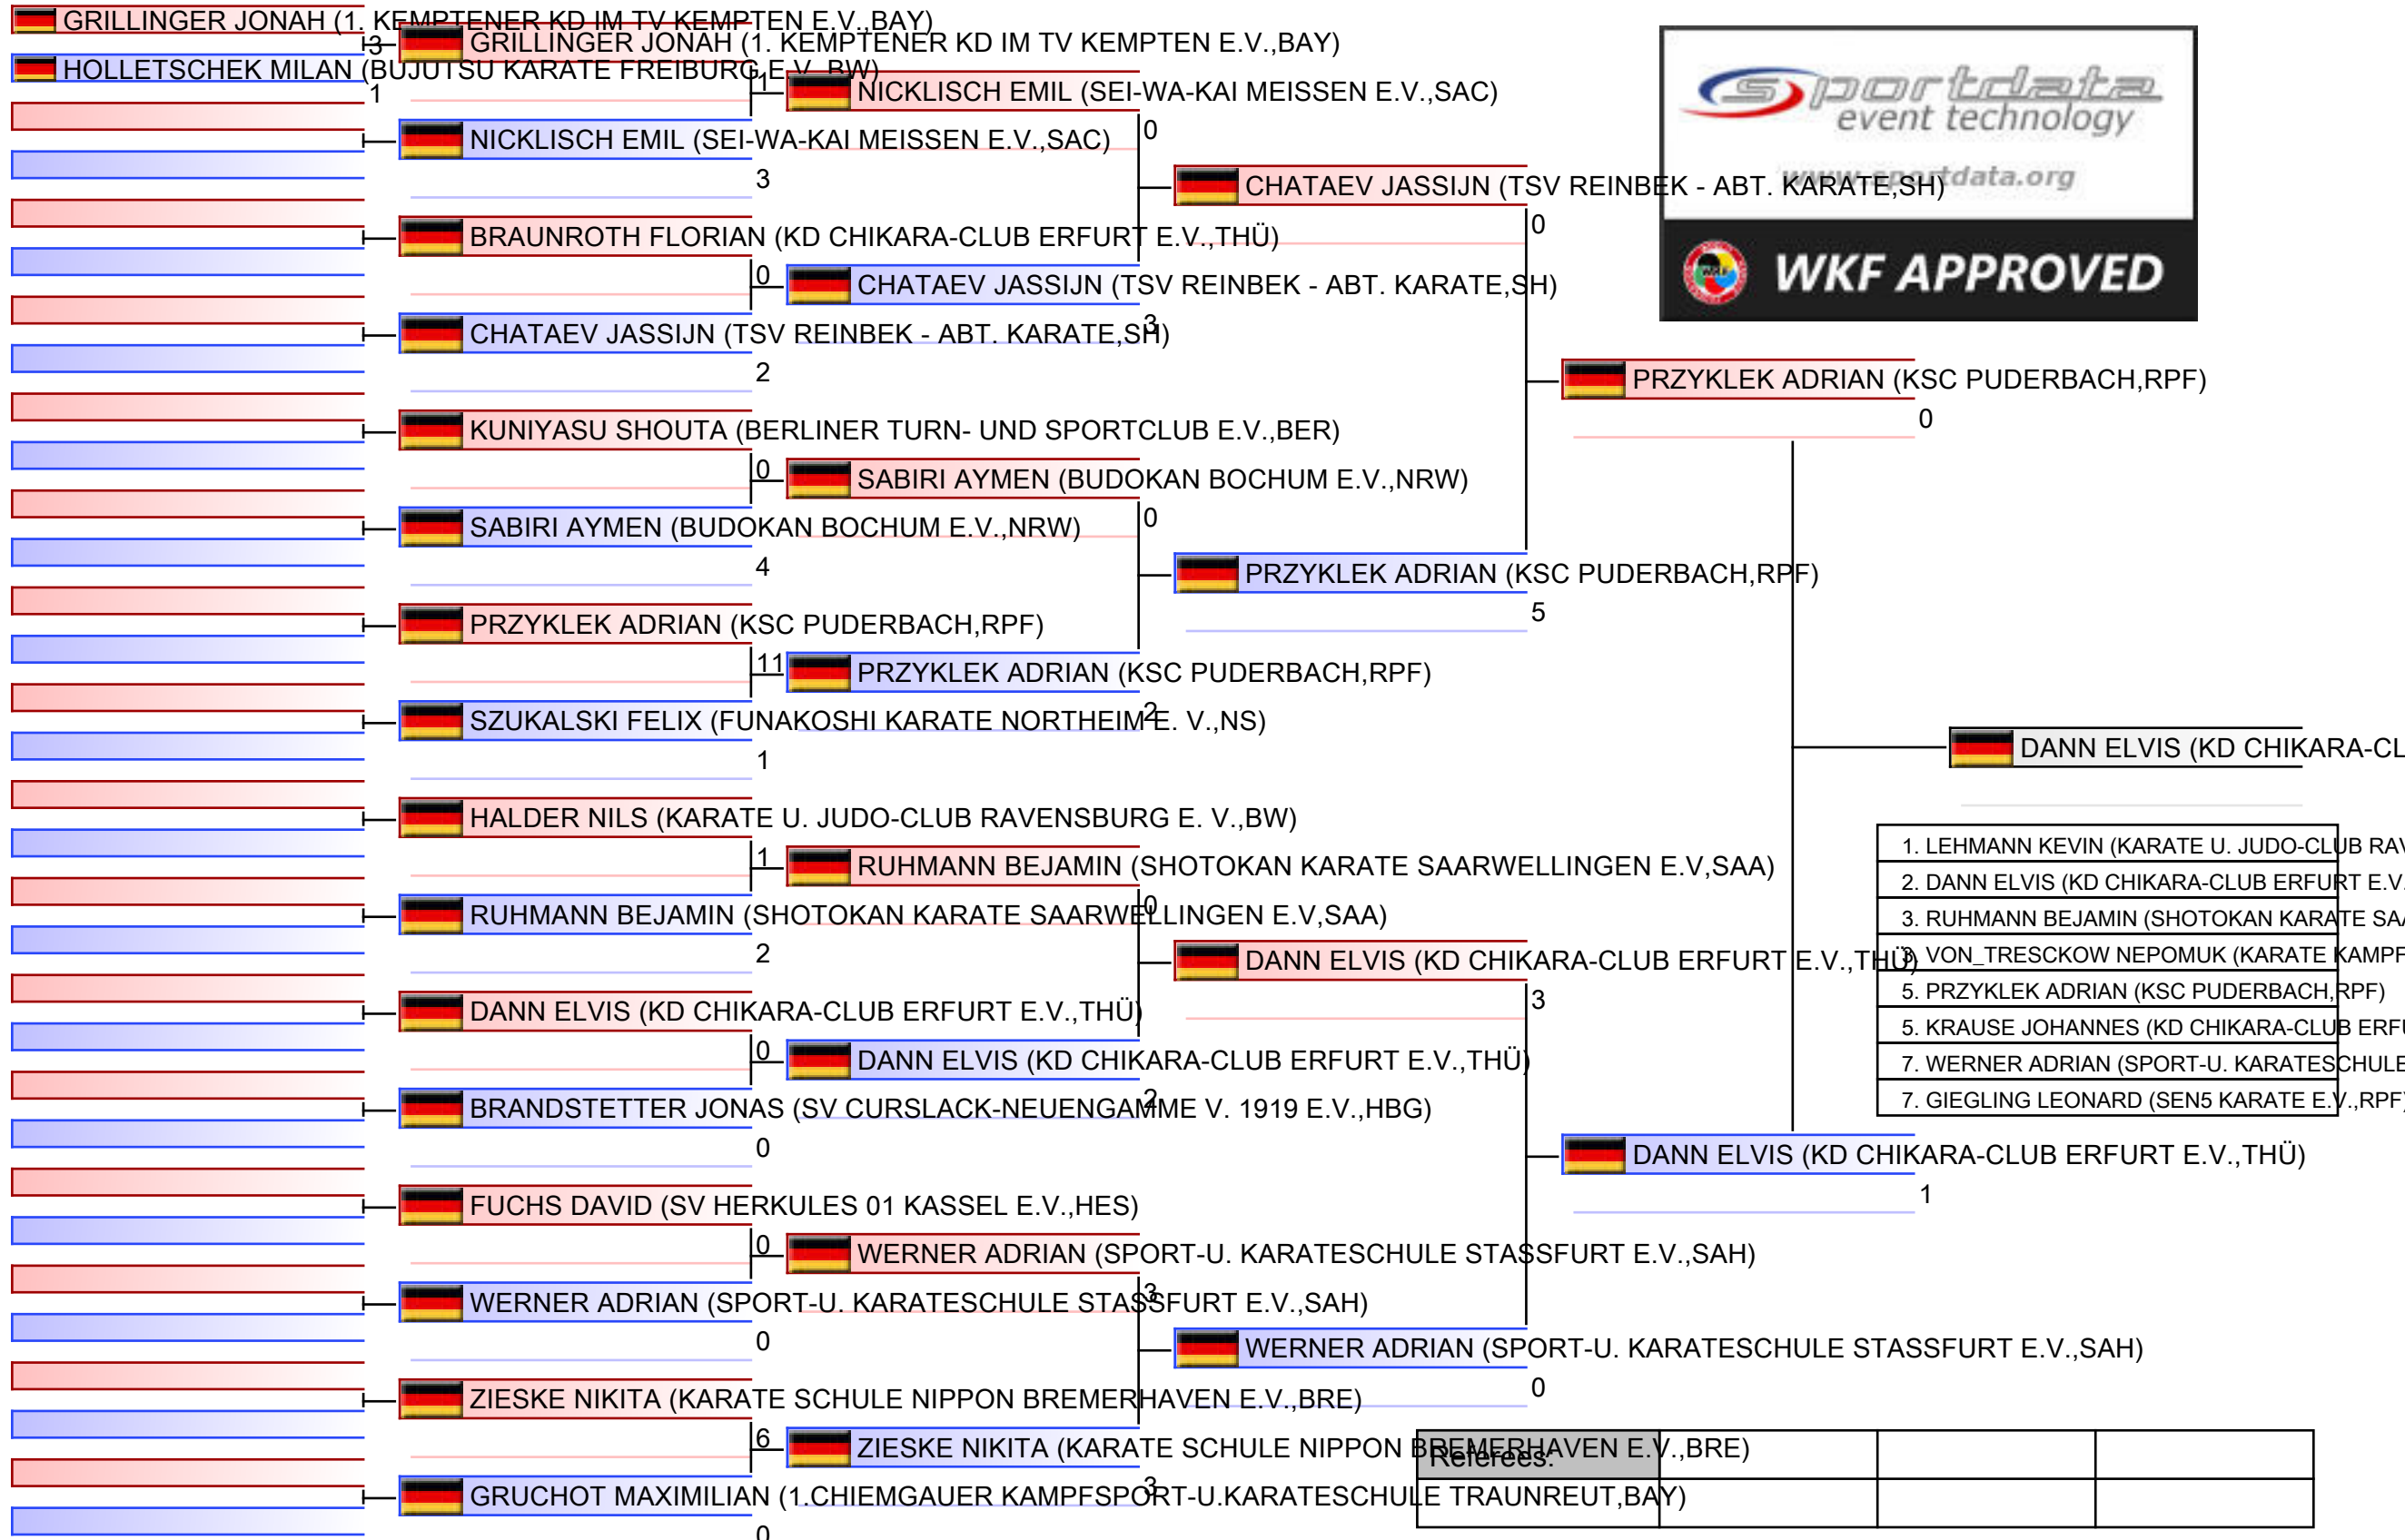 GRILLINGER JONAH (1. KEMPTENER KD IM TV KEMPTEN E.V.,BAY)
3
HOLLETSCHEK MILAN (BUJUTSU KARATE FREIBURG E.V.,BW)
1
GRILLINGER JONAH (1. KEMPTENER KD IM TV KEMPTEN E.V.,BAY)
1
NICKLISCH EMIL (SEI-WA-KAI MEISSEN E.V.,SAC)
3
BRAUNROTH FLORIAN (KD CHIKARA-CLUB ERFURT E.V.,THÜ)
0
CHATAEV JASSIJN (TSV REINBEK - ABT. KARATE,SH)
2
KUNIYASU SHOUTA (BERLINER TURN- UND SPORTCLUB E.V.,BER)
0
SABIRI AYMEN (BUDOKAN BOCHUM E.V.,NRW)
4
PRZYKLEK ADRIAN (KSC PUDERBACH,RPF)
11
SZUKALSKI FELIX (FUNAKOSHI KARATE NORTHEIM E. V.,NS)
1
HALDER NILS (KARATE U. JUDO-CLUB RAVENSBURG E. V.,BW)
1
RUHMANN BEJAMIN (SHOTOKAN KARATE SAARWELLINGEN E.V,SAA)
2
DANN ELVIS (KD CHIKARA-CLUB ERFURT E.V.,THÜ)
0
BRANDSTETTER JONAS (SV CURSLACK-NEUENGAMME V. 1919 E.V.,HBG)
0
FUCHS DAVID (SV HERKULES 01 KASSEL E.V.,HES)
0
WERNER ADRIAN (SPORT-U. KARATESCHULE STASSFURT E.V.,SAH)
0
ZIESKE NIKITA (KARATE SCHULE NIPPON BREMERHAVEN E.V.,BRE)
6
GRUCHOT MAXIMILIAN (1.CHIEMGAUER KAMPFSPORT-U.KARATESCHULE TRAUNREUT,BAY)
0
NICKLISCH EMIL (SEI-WA-KAI MEISSEN E.V.,SAC)
0
CHATAEV JASSIJN (TSV REINBEK - ABT. KARATE,SH)
3
SABIRI AYMEN (BUDOKAN BOCHUM E.V.,NRW)
0
PRZYKLEK ADRIAN (KSC PUDERBACH,RPF)
2
RUHMANN BEJAMIN (SHOTOKAN KARATE SAARWELLINGEN E.V,SAA)
0
DANN ELVIS (KD CHIKARA-CLUB ERFURT E.V.,THÜ)
2
WERNER ADRIAN (SPORT-U. KARATESCHULE STASSFURT E.V.,SAH)
3
ZIESKE NIKITA (KARATE SCHULE NIPPON BREMERHAVEN E.V.,BRE)
3
CHATAEV JASSIJN (TSV REINBEK - ABT. KARATE,SH)
0
PRZYKLEK ADRIAN (KSC PUDERBACH,RPF)
5
DANN ELVIS (KD CHIKARA-CLUB ERFURT E.V.,THÜ)
3
WERNER ADRIAN (SPORT-U. KARATESCHULE STASSFURT E.V.,SAH)
0
PRZYKLEK ADRIAN (KSC PUDERBACH,RPF)
0
DANN ELVIS (KD CHIKARA-CLUB ERFURT E.V.,THÜ)
1
DANN ELVIS (KD CHIKARA-CL
sportdata
event technology
www.sportdata.org
WKF APPROVED
1. LEHMANN KEVIN (KARATE U. JUDO-CLUB RAV
2. DANN ELVIS (KD CHIKARA-CLUB ERFURT E.V.
3. RUHMANN BEJAMIN (SHOTOKAN KARATE SAA
3. VON_TRESCKOW NEPOMUK (KARATE KAMPF
5. PRZYKLEK ADRIAN (KSC PUDERBACH,RPF)
5. KRAUSE JOHANNES (KD CHIKARA-CLUB ERFU
7. WERNER ADRIAN (SPORT-U. KARATESCHULE
7. GIEGLING LEONARD (SEN5 KARATE E.V.,RPF)
Referees: